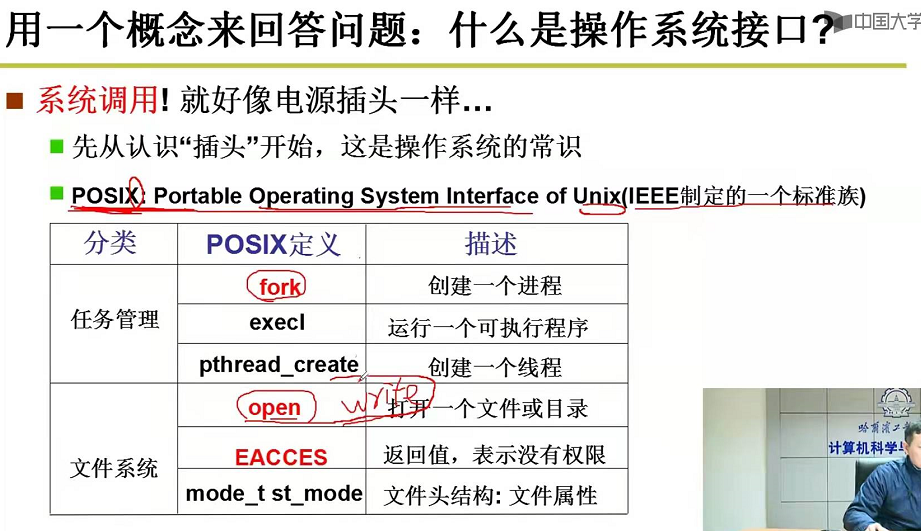 用一个概念来回答问题：什么是操作系统接口?
中国大学
系统调用! 就好像电源插头一样…
先从认识“插头”开始，这是操作系统的常识
POSIX: Portable Operating System Interface of Unix(IEEE制定的一个标准族)
分类 POSIX定义 描述
任务管理
fork 创建一个进程
execl 运行一个可执行程序
pthread_create 创建一个线程
文件系统
open write 打开一个文件或目录
EACCES 返回值，表示没有权限
mode_t st_mode 文件头结构: 文件属性
哈尔滨工
计算机科学